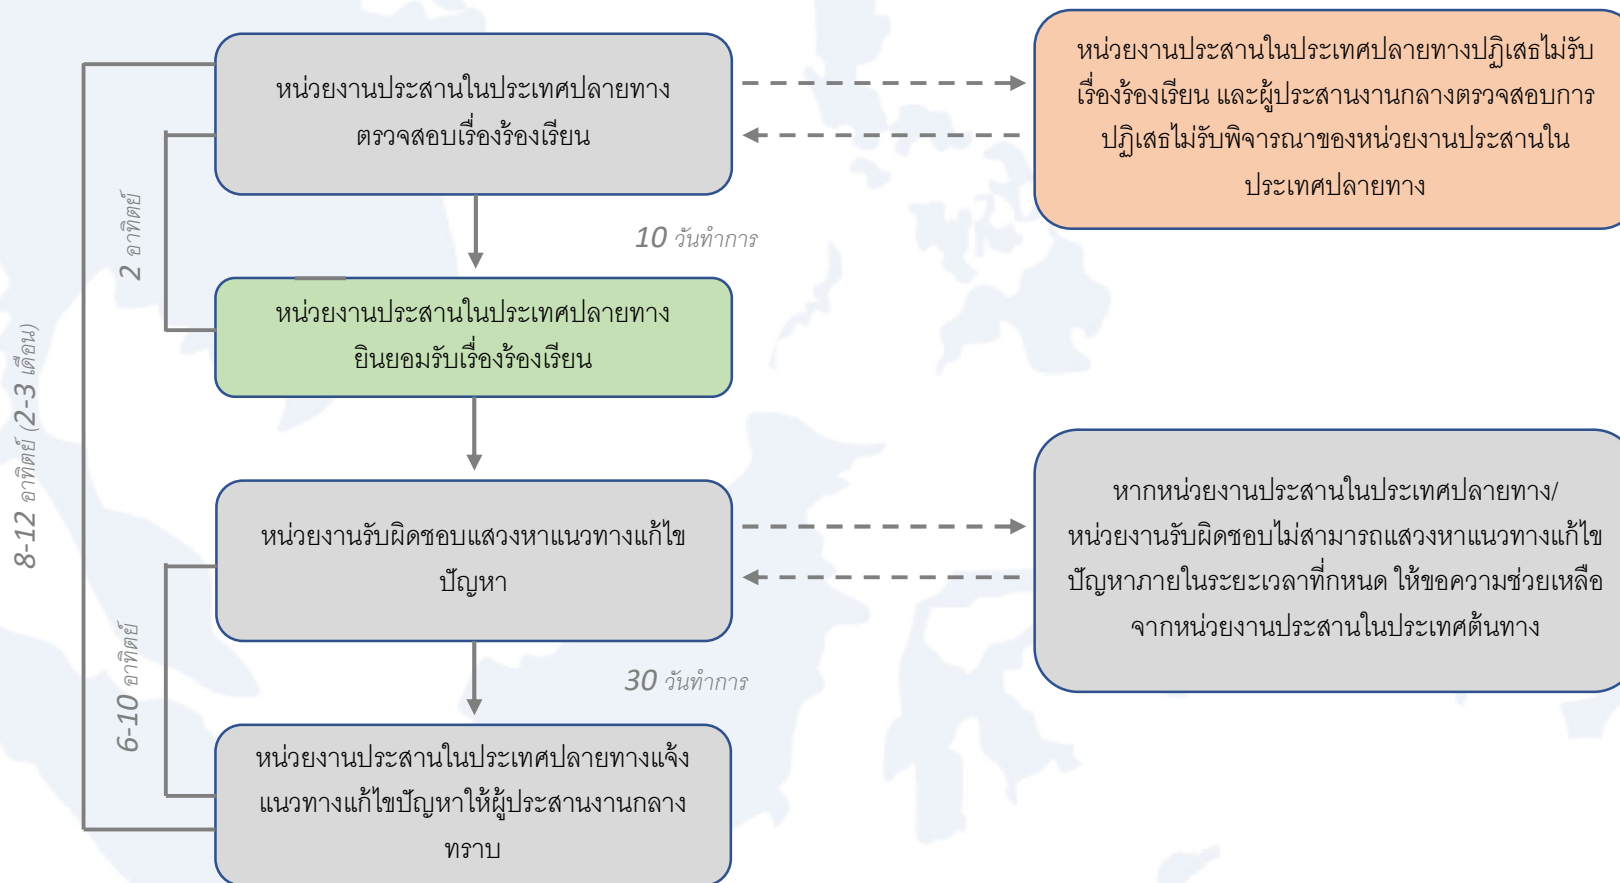 หน่วยงานประสานในประเทศปลายทาง
ตรวจสอบเรื่องร้องเรียน
หน่วยงานประสานในประเทศปลายทางปฏิเสธไม่รับ
เรื่องร้องเรียน และผู้ประสานงานกลางตรวจสอบการ
ปฏิเสธไม่รับพิจารณาของหน่วยงานประสานใน
ประเทศปลายทาง
2 อาทิตย์
10 วันทำการ
หน่วยงานประสานในประเทศปลายทาง
ยินยอมรับเรื่องร้องเรียน
8-12 อาทิตย์ (2-3 เดือน)
หน่วยงานรับผิดชอบแสวงหาแนวทางแก้ไข
ปัญหา
หากหน่วยงานประสานในประเทศปลายทาง/
หน่วยงานรับผิดชอบไม่สามารถแสวงหาแนวทางแก้ไข
ปัญหาภายในระยะเวลาที่กหนด ให้ขอความช่วยเหลือ
จากหน่วยงานประสานในประเทศต้นทาง
6-10 อาทิตย์
30 วันทำการ
หน่วยงานประสานในประเทศปลายทางแจ้ง
แนวทางแก้ไขปัญหาให้ผู้ประสานงานกลาง
ทราบ